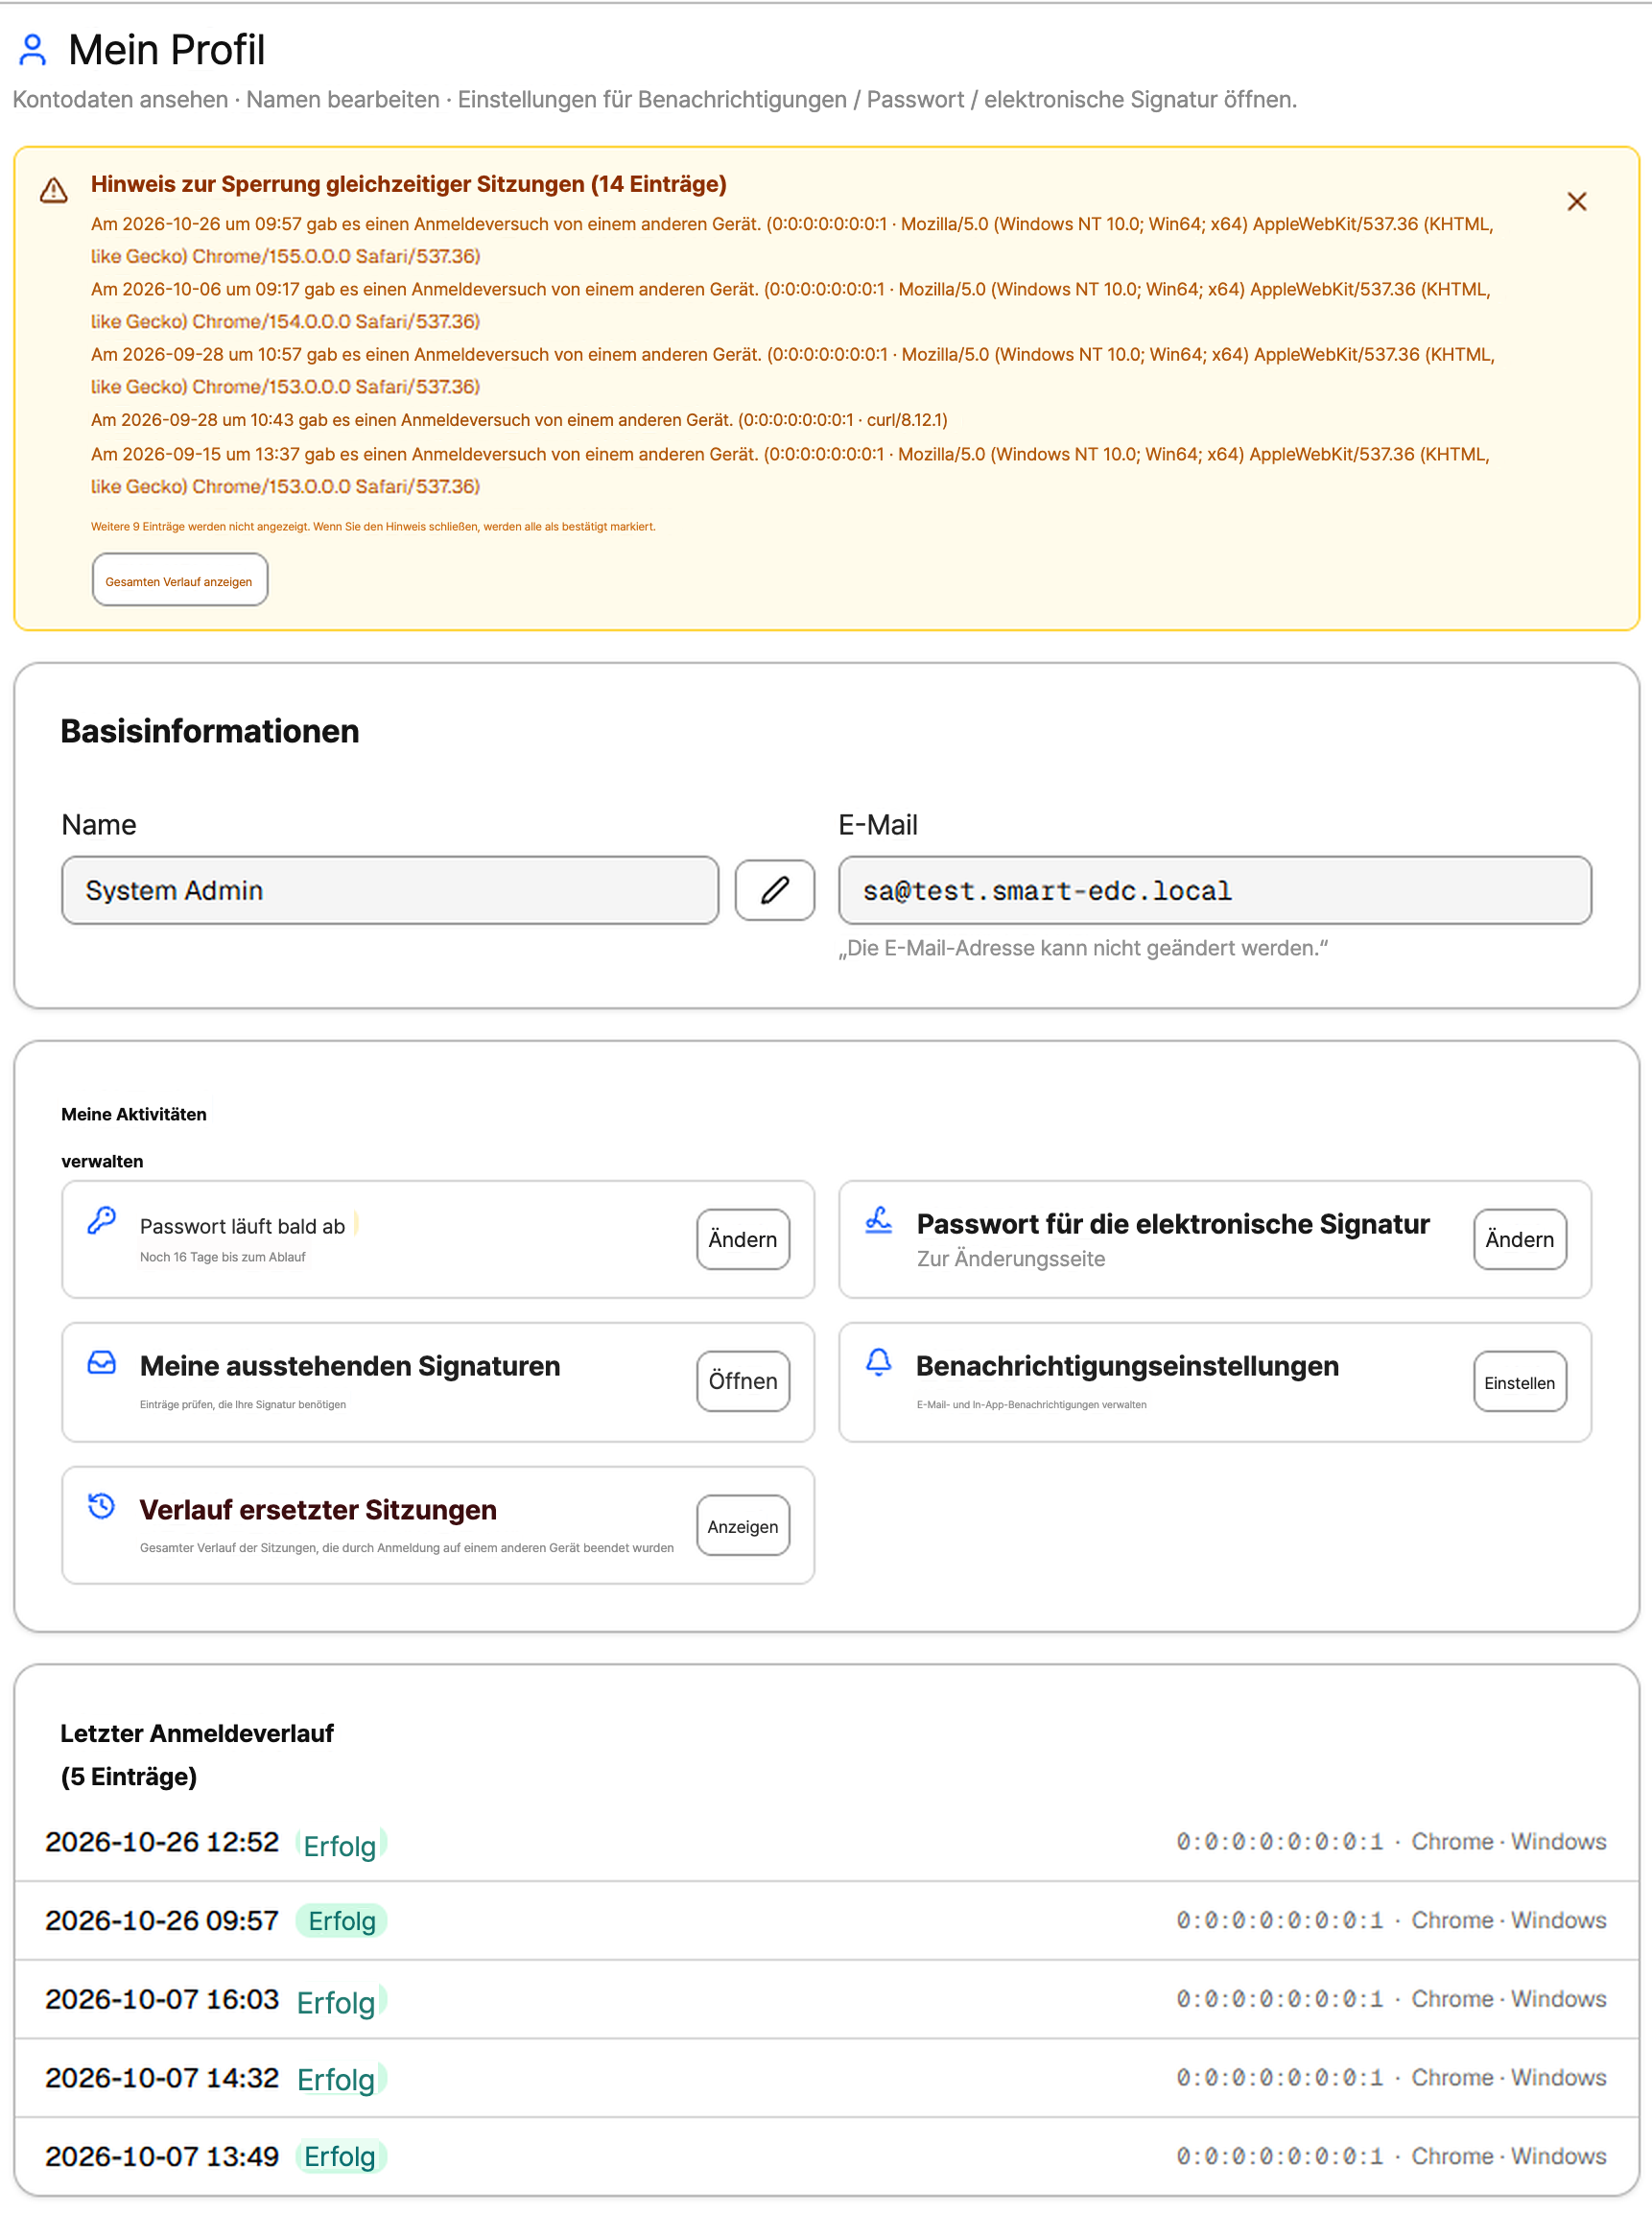 Mein Profil
Kontodaten ansehen · Namen bearbeiten · Einstellungen für Benachrichtigungen / Passwort / elektronische Signatur öffnen.
Hinweis zur Sperrung gleichzeitiger Sitzungen (14 Einträge)
Am 2026-10-26 um 09:57 gab es einen Anmeldeversuch von einem anderen Gerät. (0:0:0:0:0:0:0:1 · Mozilla/5.0 (Windows NT 10.0; Win64; x64) AppleWebKit/537.36 (KHTML,
like Gecko) Chrome/155.0.0.0 Safari/537.36)
Am 2026-10-06 um 09:17 gab es einen Anmeldeversuch von einem anderen Gerät. (0:0:0:0:0:0:0:1 · Mozilla/5.0 (Windows NT 10.0; Win64; x64) AppleWebKit/537.36 (KHTML,
like Gecko) Chrome/154.0.0.0 Safari/537.36)
Am 2026-09-28 um 10:57 gab es einen Anmeldeversuch von einem anderen Gerät. (0:0:0:0:0:0:0:1 · Mozilla/5.0 (Windows NT 10.0; Win64; x64) AppleWebKit/537.36 (KHTML,
like Gecko) Chrome/153.0.0.0 Safari/537.36)
Am 2026-09-28 um 10:43 gab es einen Anmeldeversuch von einem anderen Gerät. (0:0:0:0:0:0:0:1 · curl/8.12.1)
Am 2026-09-15 um 13:37 gab es einen Anmeldeversuch von einem anderen Gerät. (0:0:0:0:0:0:0:1 · Mozilla/5.0 (Windows NT 10.0; Win64; x64) AppleWebKit/537.36 (KHTML,
like Gecko) Chrome/153.0.0.0 Safari/537.36)
Weitere 9 Einträge werden nicht angezeigt. Wenn Sie den Hinweis schließen, werden alle als bestätigt markiert.
Gesamten Verlauf anzeigen
Basisinformationen
Name
E-Mail
System Admin
sa@test.smart-edc.local
„Die E-Mail-Adresse kann nicht geändert werden.“
Meine Aktivitäten
verwalten
Passwort läuft bald ab
Noch 16 Tage bis zum Ablauf
Ändern
Passwort für die elektronische Signatur
Zur Änderungsseite
Ändern
Meine ausstehenden Signaturen
Einträge prüfen, die Ihre Signatur benötigen
Öffnen
Benachrichtigungseinstellungen
E-Mail- und In-App-Benachrichtigungen verwalten
Einstellen
Verlauf ersetzter Sitzungen
Gesamter Verlauf der Sitzungen, die durch Anmeldung auf einem anderen Gerät beendet wurden
Anzeigen
Letzter Anmeldeverlauf
(5 Einträge)
2026-10-26 12:52 Erfolg 0:0:0:0:0:0:0:1 · Chrome · Windows
2026-10-26 09:57 Erfolg 0:0:0:0:0:0:0:1 · Chrome · Windows
2026-10-07 16:03 Erfolg 0:0:0:0:0:0:0:1 · Chrome · Windows
2026-10-07 14:32 Erfolg 0:0:0:0:0:0:0:1 · Chrome · Windows
2026-10-07 13:49 Erfolg 0:0:0:0:0:0:0:1 · Chrome · Windows